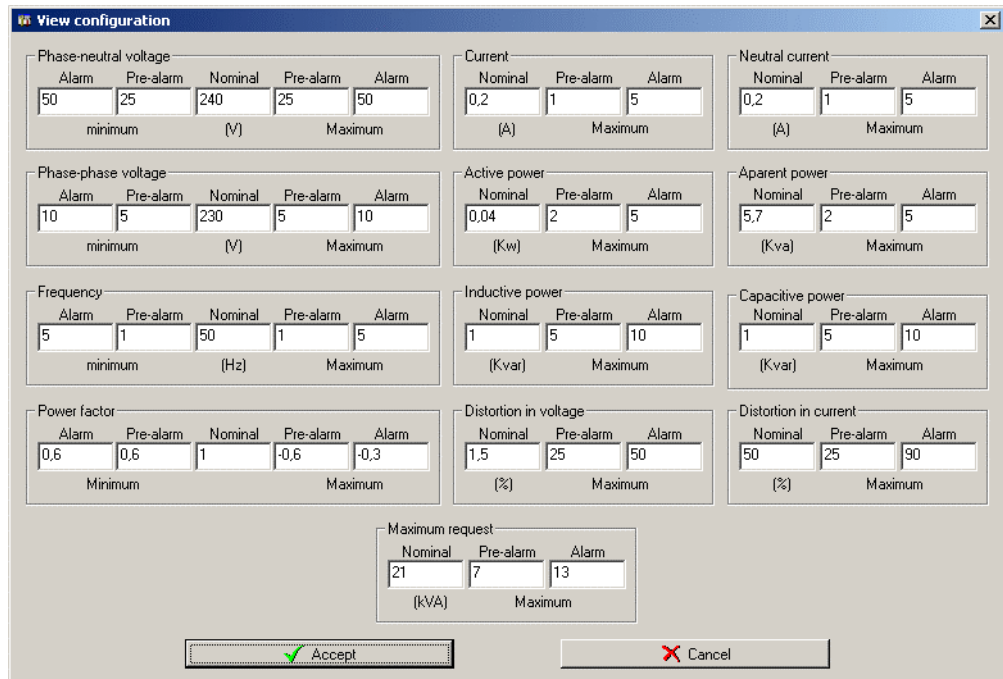 View configuration
Phase-neutral voltage
Alarm Pre-alarm Nominal Pre-alarm Alarm
50 25 240 25 50
minimum (V) Maximum
Current
Nominal Pre-alarm Alarm
0,2 1 5
(A) Maximum
Neutral current
Nominal Pre-alarm Alarm
0,2 1 5
(A) Maximum
Phase-phase voltage
Alarm Pre-alarm Nominal Pre-alarm Alarm
10 5 230 5 10
minimum (V) Maximum
Active power
Nominal Pre-alarm Alarm
0,04 2 5
(Kw) Maximum
Aparent power
Nominal Pre-alarm Alarm
5,7 2 5
(Kva) Maximum
Frequency
Alarm Pre-alarm Nominal Pre-alarm Alarm
5 1 50 1 5
minimum (Hz) Maximum
Inductive power
Nominal Pre-alarm Alarm
1 5 10
(Kvar) Maximum
Capacitive power
Nominal Pre-alarm Alarm
1 5 10
(Kvar) Maximum
Power factor
Alarm Pre-alarm Nominal Pre-alarm Alarm
0,6 0,6 1 -0,6 -0,3
Minimum Maximum
Distortion in voltage
Nominal Pre-alarm Alarm
1,5 25 50
(%) Maximum
Distortion in current
Nominal Pre-alarm Alarm
50 25 90
(%) Maximum
Maximum request
Nominal Pre-alarm Alarm
21 7 13
(kVA) Maximum
Accept Cancel